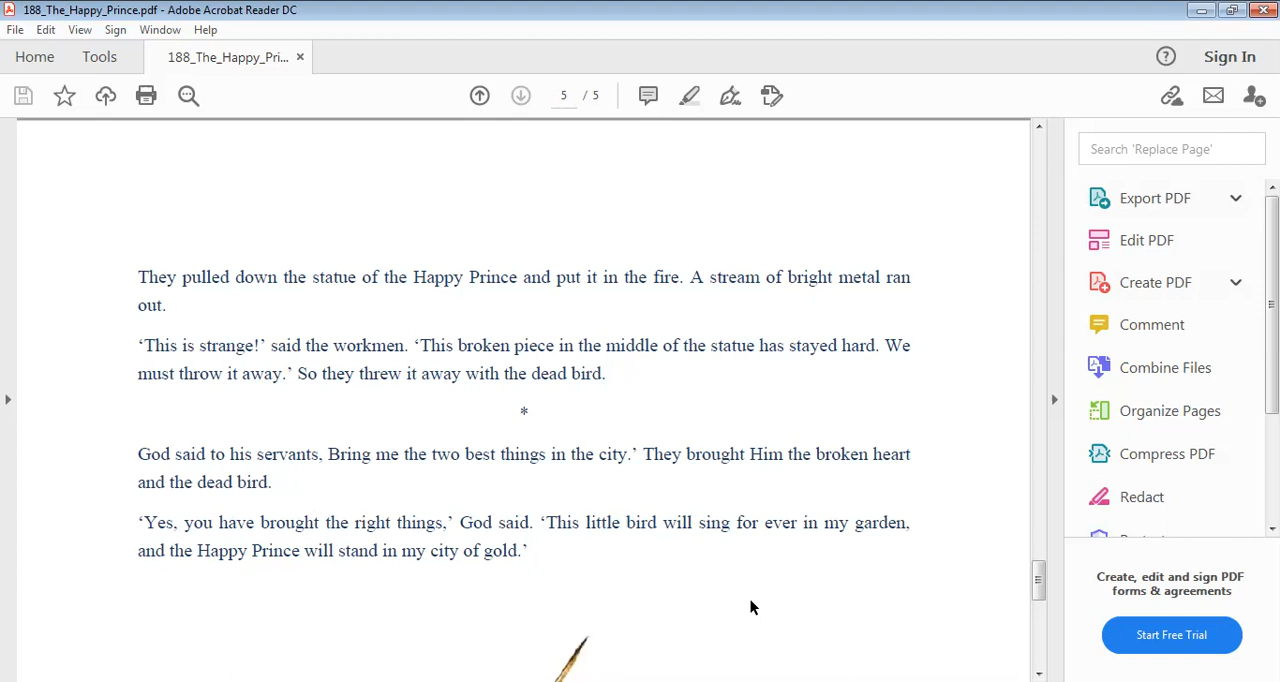 188_The_Happy_Prince.pdf - Adobe Acrobat Reader DC
File Edit View Sign Window Help
Home Tools 188_The_Happy_Pri... × ? Sign In
5 / 5
Search 'Replace Page'
Export PDF
Edit PDF
Create PDF
Comment
Combine Files
Organize Pages
Compress PDF
Redact
Create, edit and sign PDF
forms & agreements
Start Free Trial
They pulled down the statue of the Happy Prince and put it in the fire. A stream of bright metal ran
out.
‘This is strange!’ said the workmen. ‘This broken piece in the middle of the statue has stayed hard. We
must throw it away.’ So they threw it away with the dead bird.
*
God said to his servants, Bring me the two best things in the city.’ They brought Him the broken heart
and the dead bird.
‘Yes, you have brought the right things,’ God said. ‘This little bird will sing for ever in my garden,
and the Happy Prince will stand in my city of gold.’